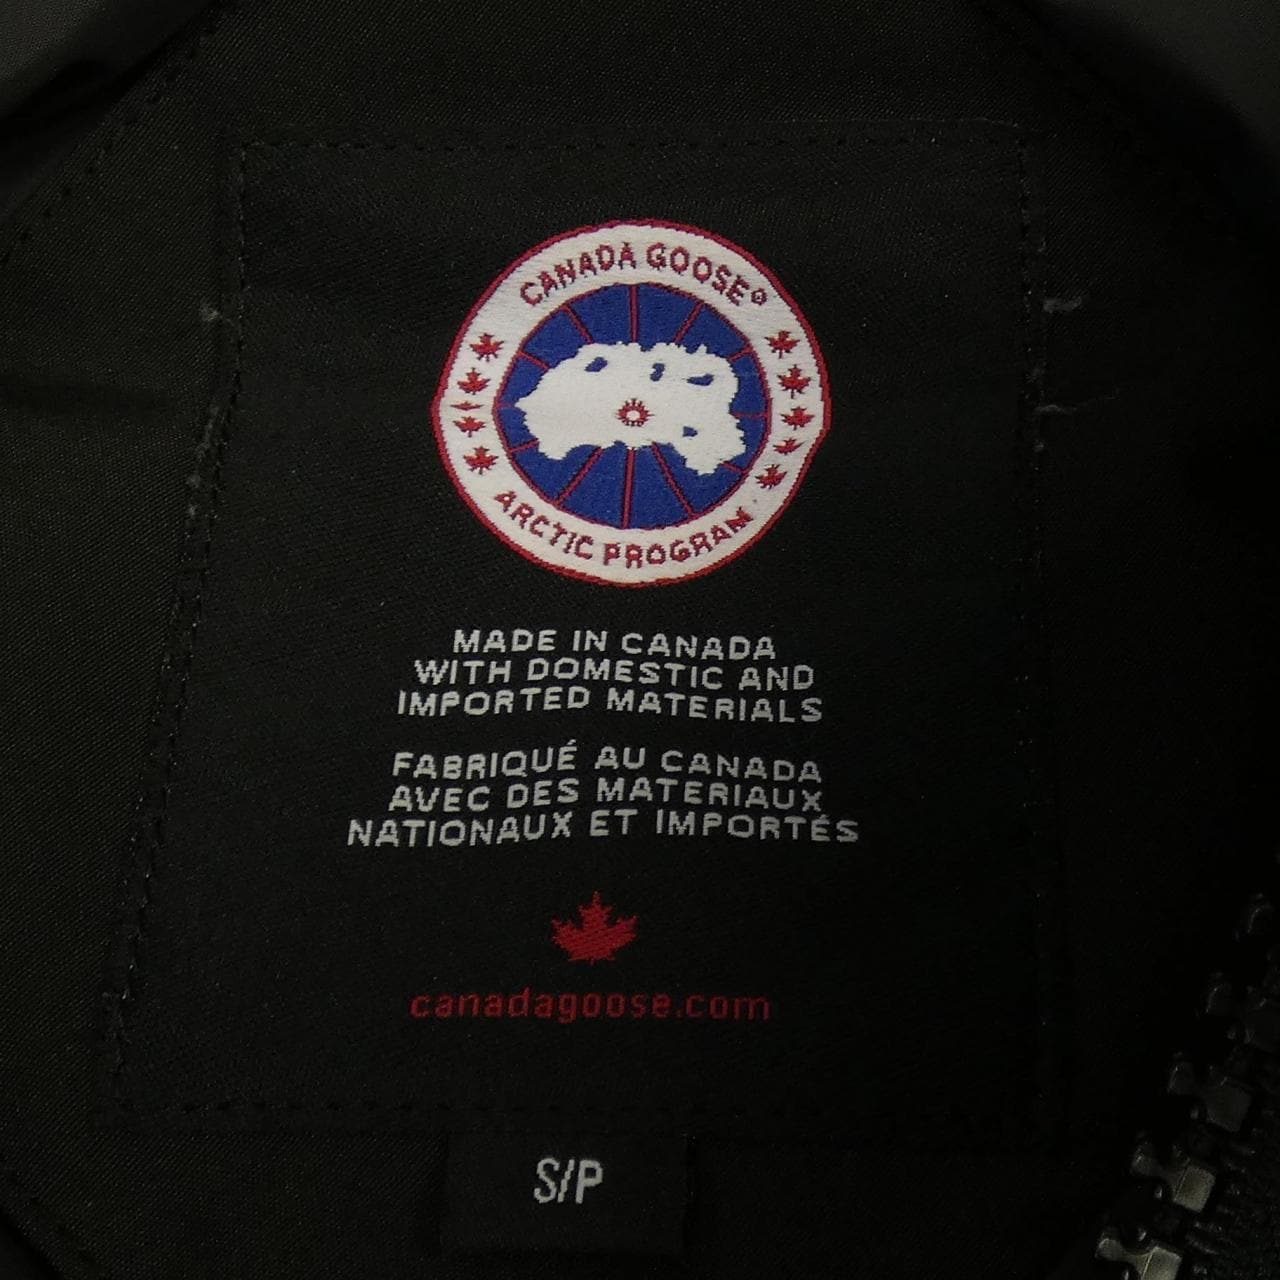 CANADA GOOSE®
ARCTIC PROGRAM
MADE IN CANADA
WITH DOMESTIC AND
IMPORTED MATERIALS
FABRIQUÉ AU CANADA
AVEC DES MATERIAUX
NATIONAUX ET IMPORTÉS
canadagoose.com
S/P